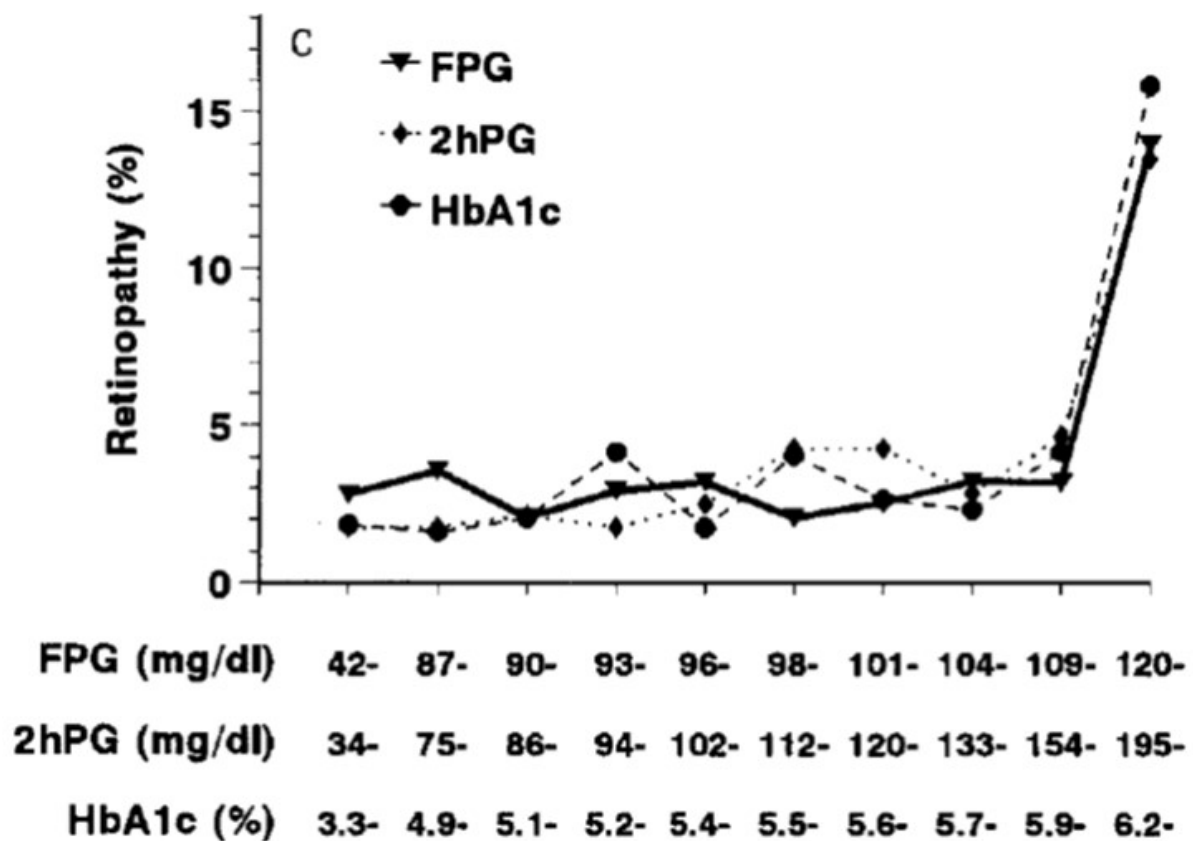 C
FPG
2hPG
HbA1c
Retinopathy (%)
15
10
5
0
FPG (mg/dl) 42- 87- 90- 93- 96- 98- 101- 104- 109- 120-
2hPG (mg/dl) 34- 75- 86- 94- 102- 112- 120- 133- 154- 195-
HbA1c (%) 3.3- 4.9- 5.1- 5.2- 5.4- 5.5- 5.6- 5.7- 5.9- 6.2-